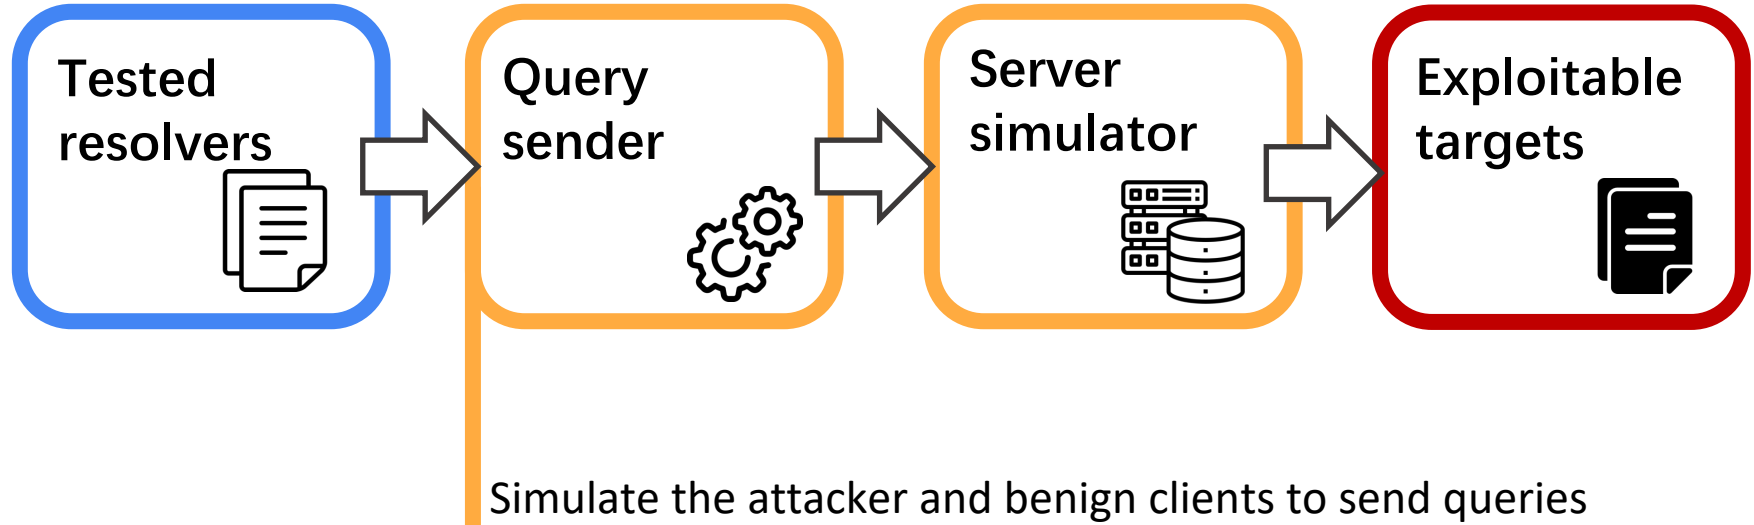 Tested
resolvers
Query
sender
Server
simulator
Exploitable
targets
Simulate the attacker and benign clients to send queries